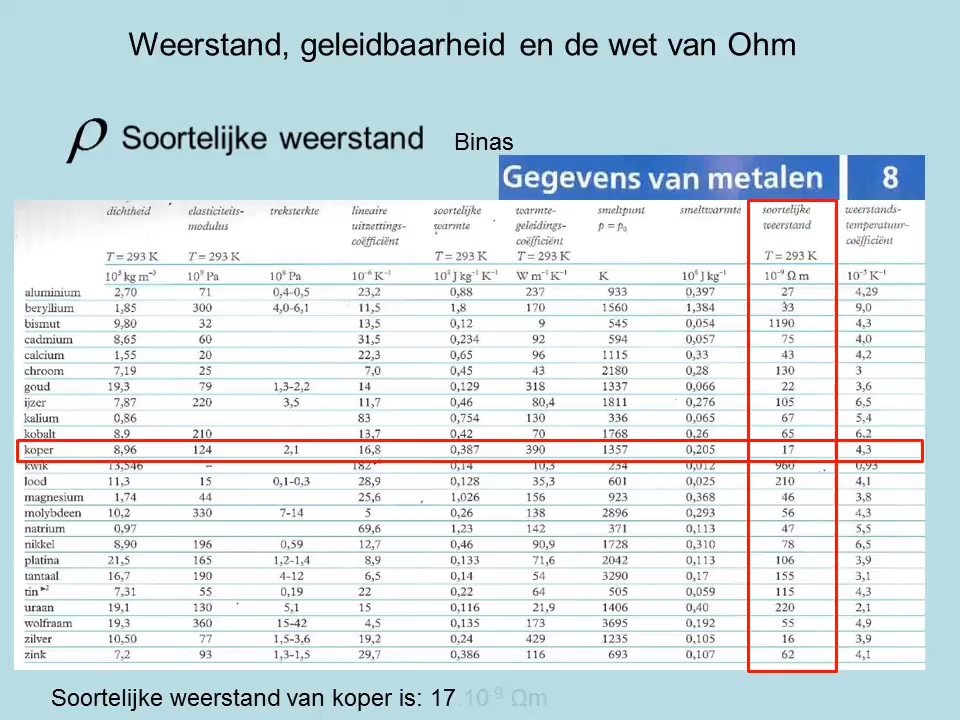 Weerstand, geleidbaarheid en de wet van Ohm
ρ Soortelijke weerstand Binas
Gegevens van metalen 8
dichtheid elasticiteits- treksterkte lineaire soortelijke warmte- smeltpunt smeltwarmte soortelijke weerstands-
modulus uitzettings- warmte geleidings- p = p₀ weerstand temperatuur-
coëfficiënt coëfficiënt coëfficiënt
T = 293 K T = 293 K T = 293 K T = 293 K T = 293 K
10³ kg m⁻³ 10⁹ Pa 10⁸ Pa 10⁻⁶ K⁻¹ 10³ J kg⁻¹ K⁻¹ W m⁻¹ K⁻¹ K 10⁶ J kg⁻¹ 10⁻⁹ Ω m 10⁻³ K⁻¹
aluminium 2,70 71 0,4-0,5 23,2 0,88 237 933 0,397 27 4,29
beryllium 1,85 300 4,0-6,1 11,5 1,8 170 1560 1,384 33 9,0
bismut 9,80 32 13,5 0,12 9 545 0,054 1190 4,3
cadmium 8,65 60 31,5 0,234 92 594 0,057 75 4,0
calcium 1,55 20 22,3 0,65 96 1115 0,33 43 4,2
chroom 7,19 25 7,0 0,45 43 2180 0,28 130 3
goud 19,3 79 1,3-2,2 14 0,129 318 1337 0,066 22 3,6
ijzer 7,87 220 3,5 11,7 0,46 80,4 1811 0,276 105 6,5
kalium 0,86 83 0,754 130 336 0,065 67 5,4
kobalt 8,9 210 13,7 0,42 70 1768 0,26 65 6,2
koper 8,96 124 2,1 16,8 0,387 390 1357 0,205 17 4,3
kwik 13,546 – 182 0,14 10,3 234 0,012 960 0,93
lood 11,3 15 0,1-0,3 28,9 0,128 35,3 601 0,025 210 4,1
magnesium 1,74 44 25,6 1,026 156 923 0,368 46 3,8
molybdeen 10,2 330 7-14 5 0,26 138 2896 0,293 56 4,3
natrium 0,97 69,6 1,23 142 371 0,113 47 5,5
nikkel 8,90 196 0,59 12,7 0,46 90,9 1728 0,310 78 6,5
platina 21,5 165 1,2-1,4 8,9 0,133 71,6 2042 0,113 106 3,9
tantaal 16,7 190 4-12 6,5 0,14 54 3290 0,17 155 3,1
tin ►2 7,31 55 0,19 22 0,22 64 505 0,059 115 4,3
uraan 19,1 130 5,1 15 0,116 21,9 1406 0,40 220 2,1
wolfraam 19,3 360 15-42 4,5 0,135 173 3695 0,192 55 4,9
zilver 10,50 77 1,5-3,6 19,2 0,24 429 1235 0,105 16 3,9
zink 7,2 93 1,3-1,5 29,7 0,386 116 693 0,107 62 4,1
Soortelijke weerstand van koper is: 17 10⁻⁹ Ωm